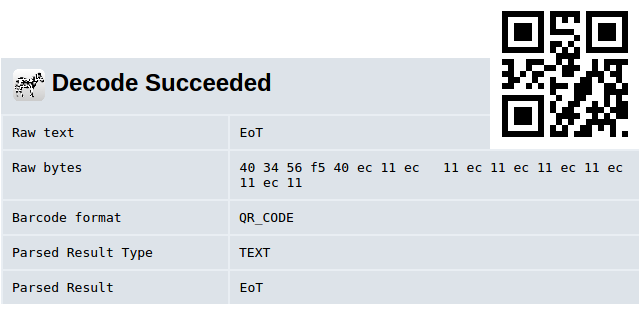 Decode Succeeded
Raw text EoT
Raw bytes 40 34 56 f5 40 ec 11 ec 11 ec 11 ec 11 ec 11 ec
11 ec 11
Barcode format QR_CODE
Parsed Result Type TEXT
Parsed Result EoT